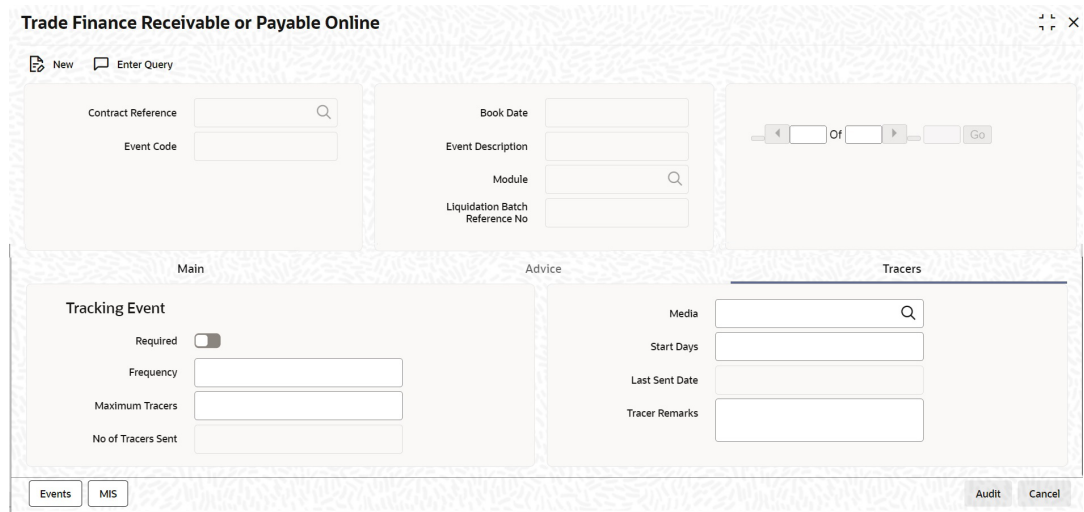 Trade Finance Receivable or Payable Online
New Enter Query
Contract Reference
Event Code
Book Date
Event Description
Module
Liquidation Batch
Reference No
Of Go
Main Advice Tracers
Tracking Event
Required
Frequency
Maximum Tracers
No of Tracers Sent
Media
Start Days
Last Sent Date
Tracer Remarks
Events MIS Audit Cancel